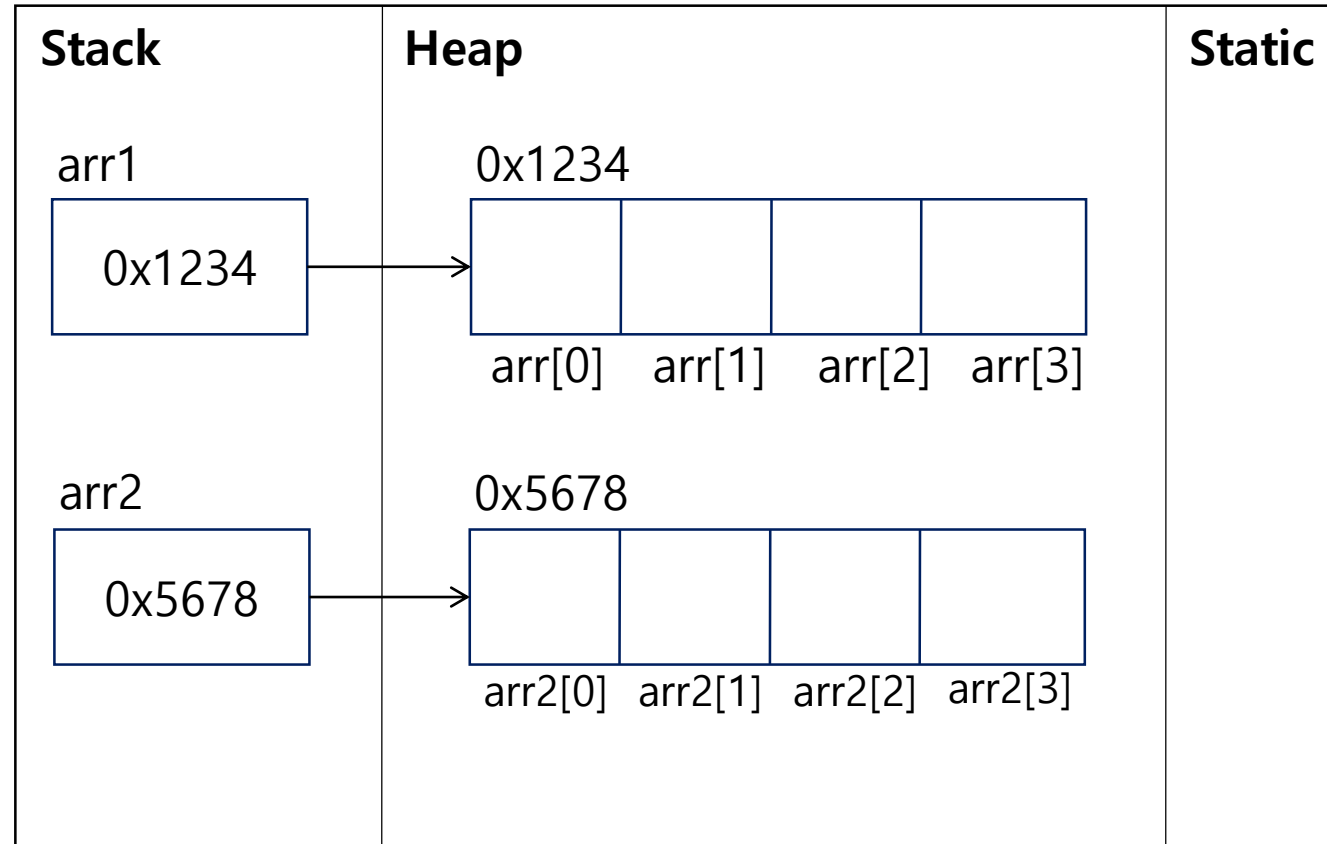 Stack Heap Static
arr1 0x1234
0x1234
arr[0] arr[1] arr[2] arr[3]
arr2 0x5678
0x5678
arr2[0] arr2[1] arr2[2] arr2[3]